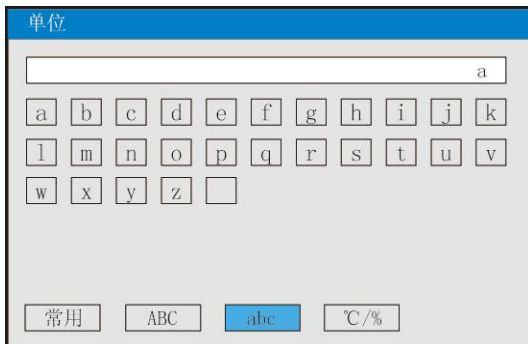 单位
a
a b c d e f g h i j k
l m n o p q r s t u v
w x y z
常用 ABC abc ℃/%